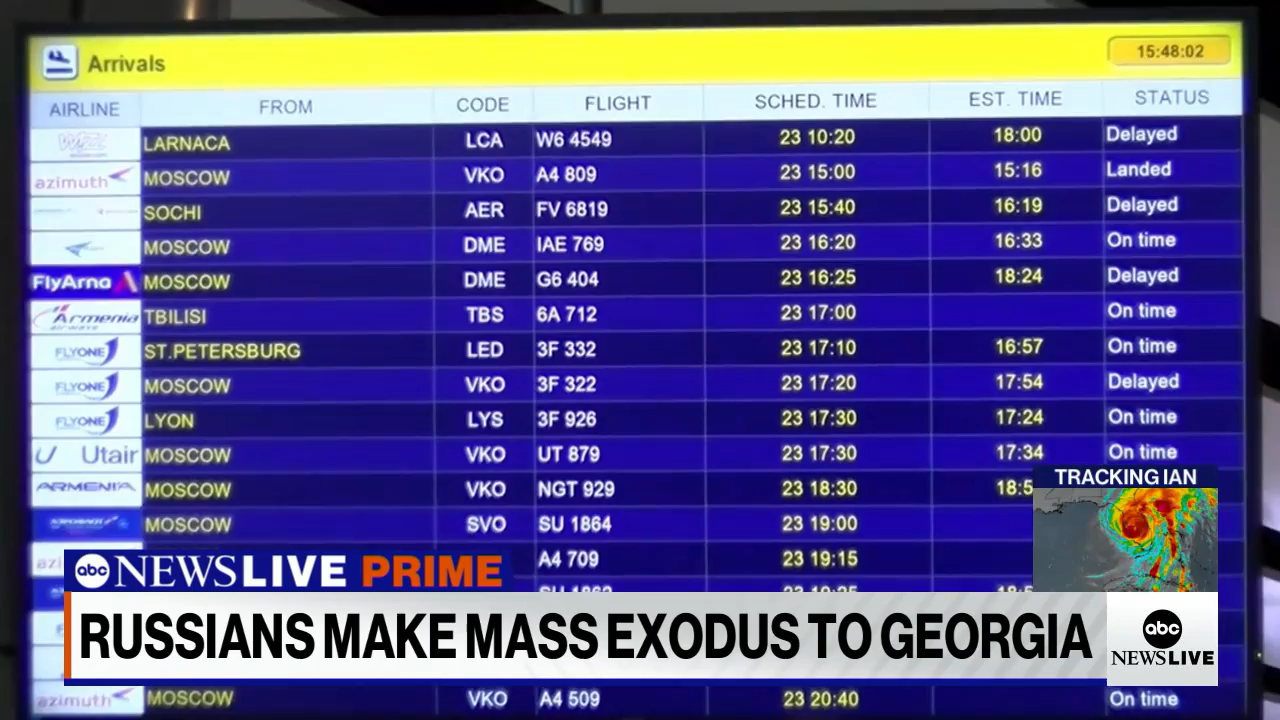 Arrivals 15:48:02
AIRLINE FROM CODE FLIGHT SCHED. TIME EST. TIME STATUS
LARNACA LCA W6 4549 23 10:20 18:00 Delayed
azimuth MOSCOW VKO A4 809 23 15:00 15:16 Landed
SOCHI AER FV 6819 23 15:40 16:19 Delayed
MOSCOW DME IAE 769 23 16:20 16:33 On time
FlyArna MOSCOW DME G6 404 23 16:25 18:24 Delayed
Armenia airways TBILISI TBS 6A 712 23 17:00 On time
FLYONE ST.PETERSBURG LED 3F 332 23 17:10 16:57 On time
FLYONE MOSCOW VKO 3F 322 23 17:20 17:54 Delayed
FLYONE LYON LYS 3F 926 23 17:30 17:24 On time
Utair MOSCOW VKO UT 879 23 17:30 17:34 On time
ARMENIA MOSCOW VKO NGT 929 23 18:30 18:5
MOSCOW SVO SU 1864 23 19:00
A4 709 23 19:15
azimuth MOSCOW VKO A4 509 23 20:40 On time
TRACKING IAN
abc NEWS LIVE PRIME
RUSSIANS MAKE MASS EXODUS TO GEORGIA
abc
NEWS LIVE